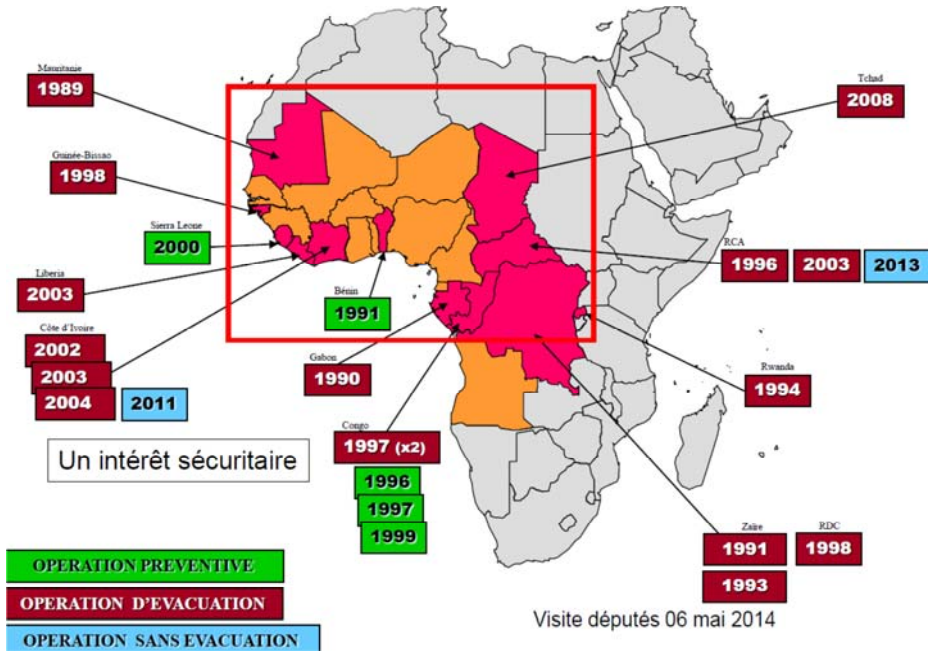 Mauritanie
1989
Guinée-Bissao
1998
Sierra Leone
2000
Liberia
2003
Côte d'Ivoire
2002
2003
2004
2011
Bénin
1991
Gabon
1990
Congo
1997 (x2)
1996
1997
1999
Tchad
2008
RCA
1996
2003
2013
Rwanda
1994
Zaïre
1991
1993
RDC
1998
Un intérêt sécuritaire
OPERATION PREVENTIVE
OPERATION D'EVACUATION
OPERATION SANS EVACUATION
Visite députés 06 mai 2014